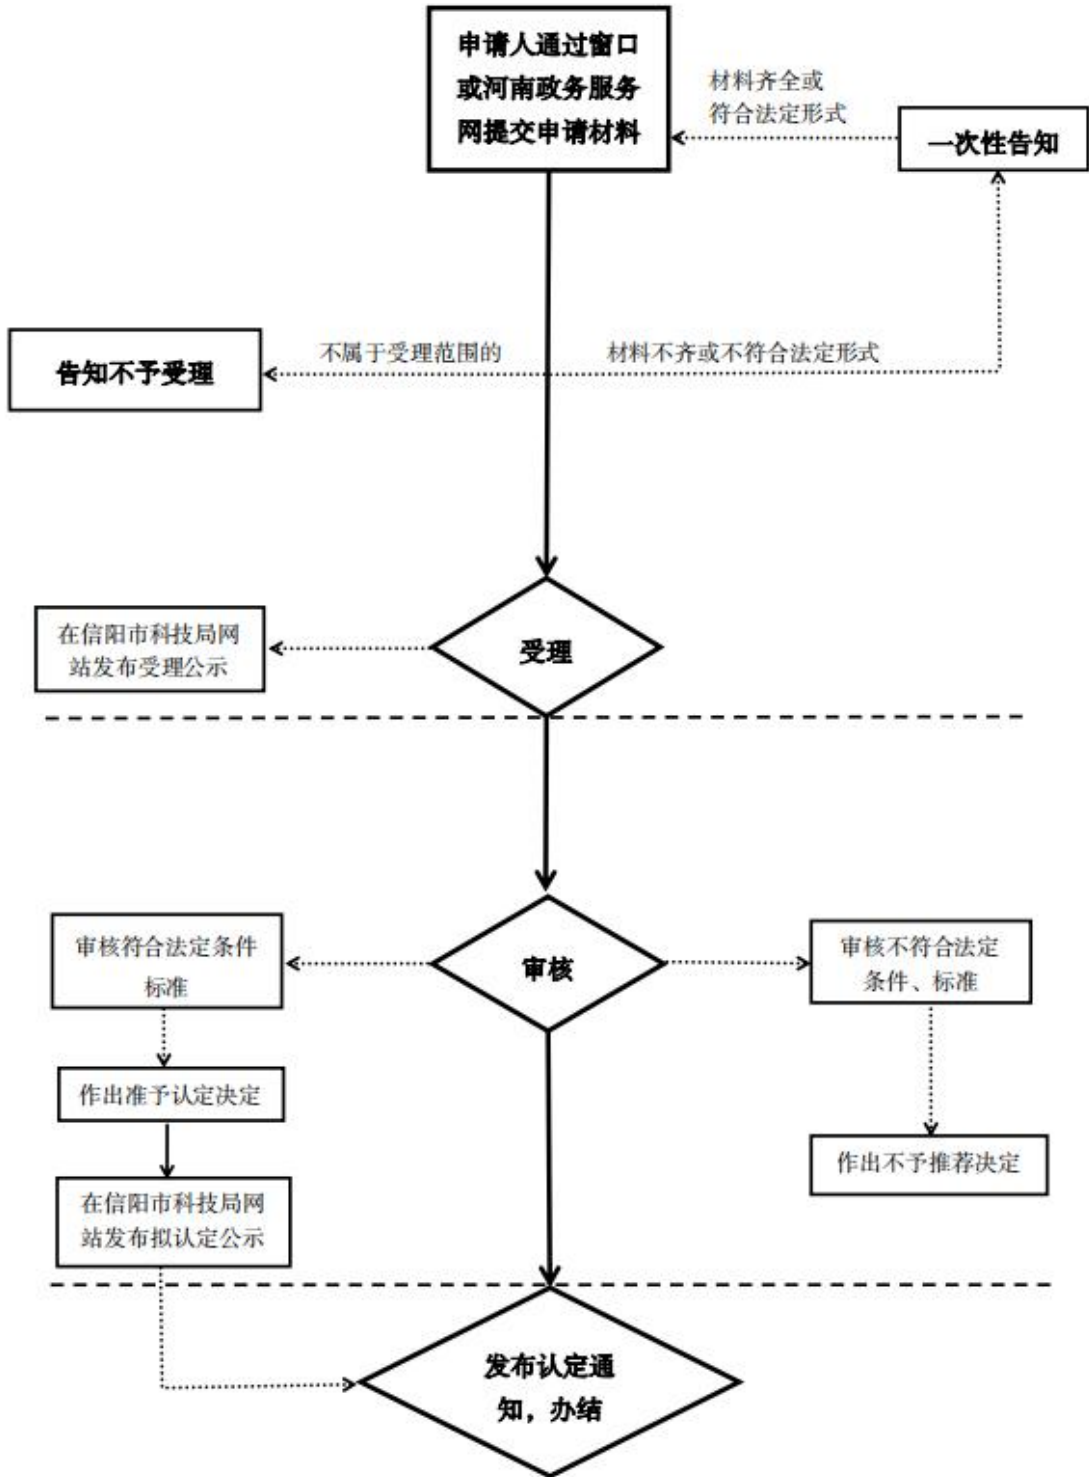 申请人通过窗口
或河南政务服务
网提交申请材料
材料齐全或
符合法定形式
一次性告知
不属于受理范围的
材料不齐或不符合法定形式
告知不予受理
在信阳市科技局网
站发布受理公示
受理
审核符合法定条件
标准
审核
审核不符合法定
条件、标准
作出准予认定决定
作出不予推荐决定
在信阳市科技局网
站发布拟认定公示
发布认定通
知，办结